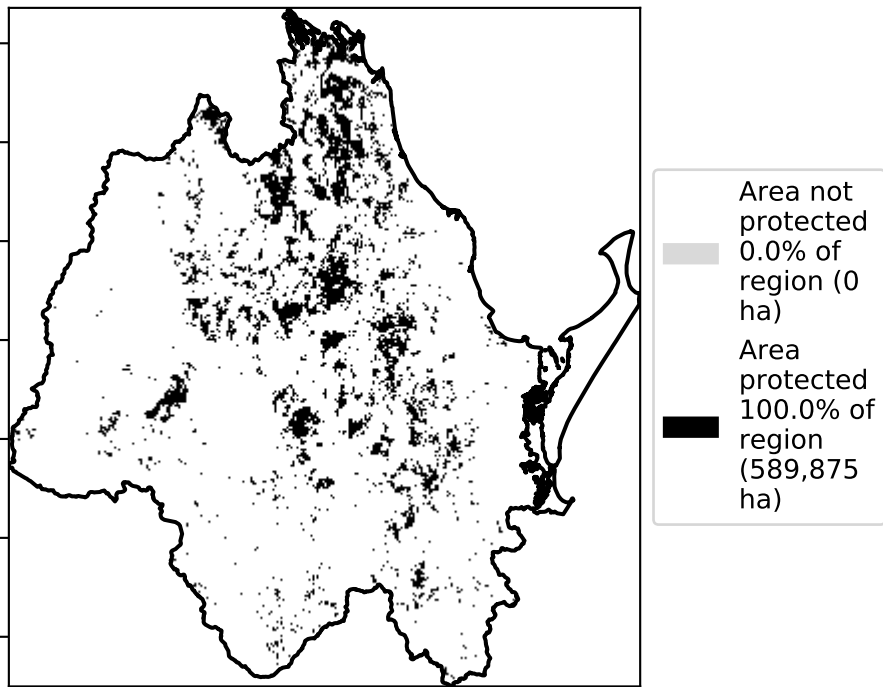 Area not
protected
0.0% of
region (0
ha)
Area
protected
100.0% of
region
(589,875
ha)